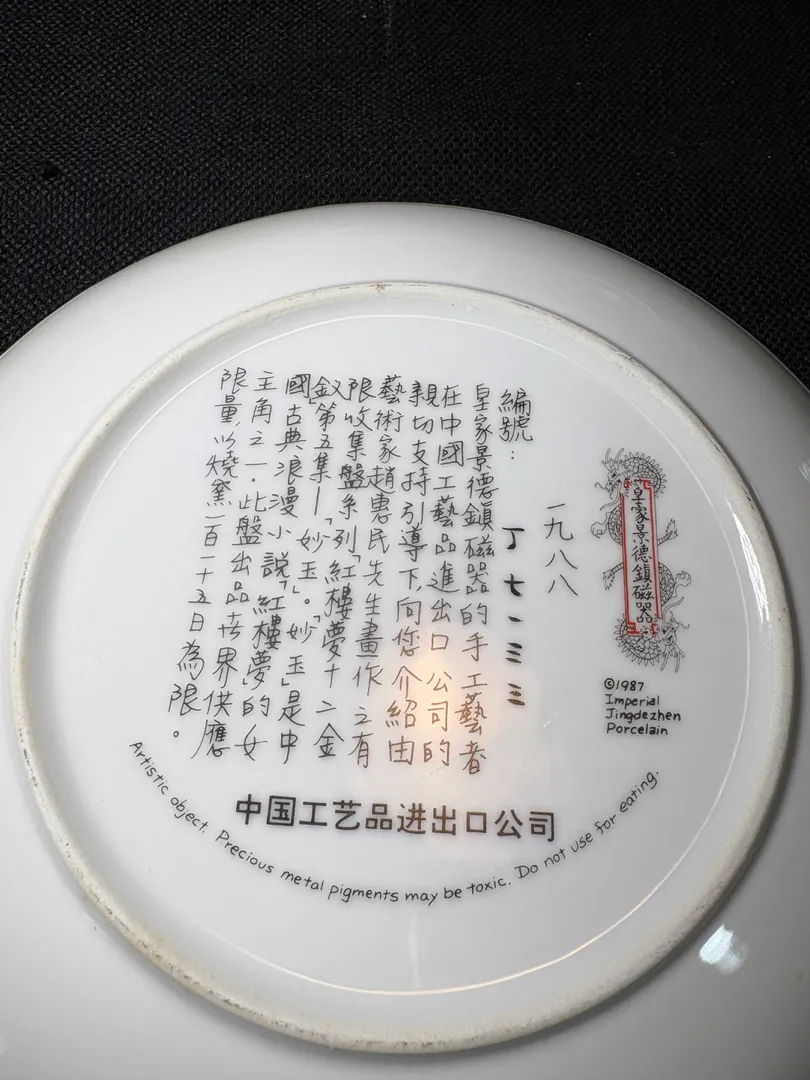 皇家景德鎮磁器
©1987
Imperial
Jingdezhen
Porcelain
一九八八
編號：丁七一三三
皇家景德鎮磁器的手工藝者
在中國工藝品進出口公司的
親切支持引導下，向您介紹由
藝術家趙惠民先生畫作之有
限收集盤系列「紅樓夢十二金
釵」第五集—「妙玉」。妙玉是中
國古典浪漫小說「紅樓夢」的女
主角之一。此盤出品世界供應
限量，以燒窯一百一十五日為限。
中国工艺品进出口公司
Artistic object. Precious metal pigments may be toxic. Do not use for eating.